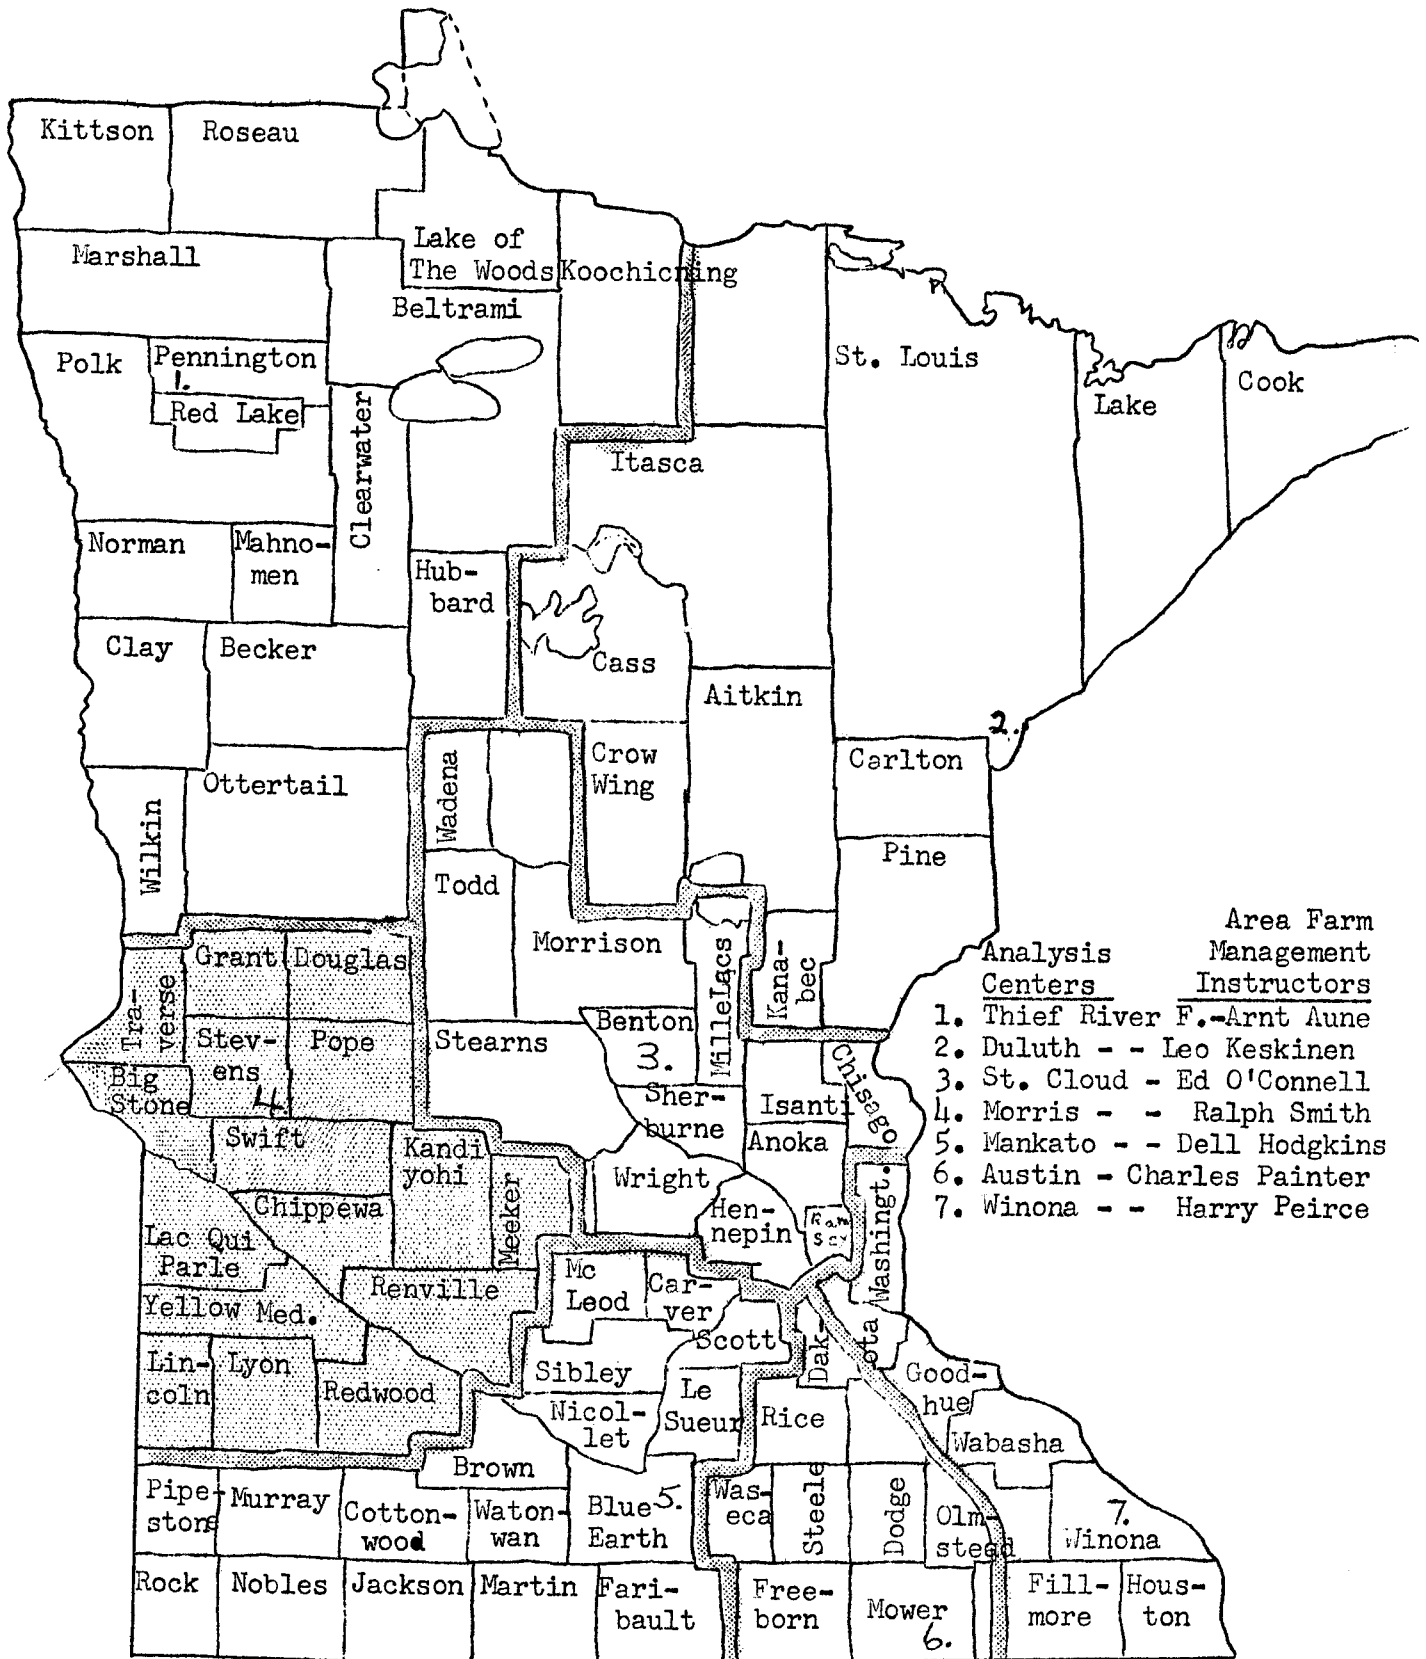 Kittson
Roseau
Lake of
The Woods
Koochicning
Marshall
Beltrami
Polk
Pennington
1.
Red Lake
Clearwater
St. Louis
Lake
Cook
Itasca
Norman
Mahno-
men
Hub-
bard
Cass
Clay
Becker
Aitkin
2.
Crow
Wing
Carlton
Wadena
Ottertail
Wilkin
Pine
Todd
Morrison
Mille Lacs
Kana-
bec
Grant
Douglas
Tra-
verse
Stev-
ens
4
Pope
Stearns
Benton
3.
Big
Stone
Sher-
burne
Isanti
Chisago
Anoka
Swift
Kandi
yohi
Meeker
Wright
Hen-
nepin
Ram
Sey
Washingt.
Chippewa
Lac Qui
Parle
Renville
Mc
Leod
Car-
ver
Scott
Yellow Med.
Dak-
ota
Lin-
coln
Lyon
Redwood
Sibley
Nicol-
let
Le
Sueur
Rice
Good-
hue
Wabasha
Brown
Pipe-
stone
Murray
Cotton-
wood
Waton-
wan
Blue
Earth
5.
Was-
eca
Steele
Dodge
Olm-
stead
7.
Winona
Rock
Nobles
Jackson
Martin
Fari-
bault
Free-
born
Mower
6.
Fill-
more
Hous-
ton
Area Farm
Analysis Management
Centers Instructors
1. Thief River F.-Arnt Aune
2. Duluth - - Leo Keskinen
3. St. Cloud - Ed O'Connell
4. Morris - - Ralph Smith
5. Mankato - - Dell Hodgkins
6. Austin - Charles Painter
7. Winona - - Harry Peirce